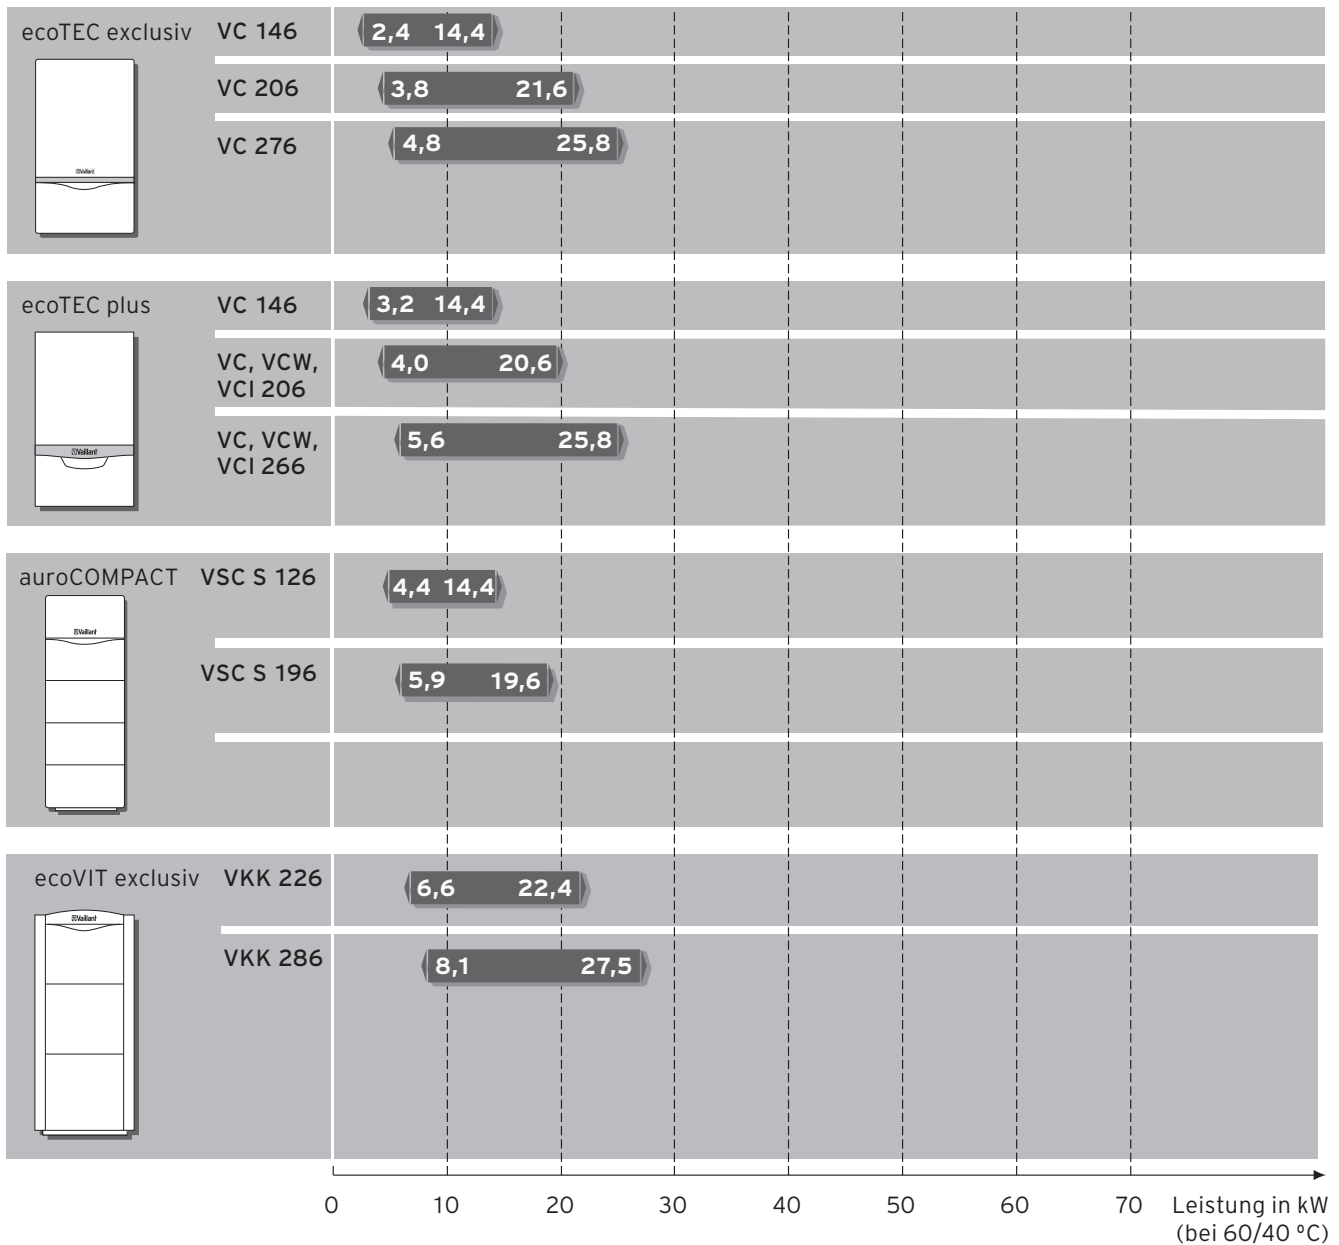 ecoTEC exclusiv VC 146 2,4 14,4
VC 206 3,8 21,6
VC 276 4,8 25,8
Vaillant
ecoTEC plus VC 146 3,2 14,4
VC, VCW, 4,0 20,6
VCI 206
VC, VCW, 5,6 25,8
VCI 266
Vaillant
auroCOMPACT VSC S 126 4,4 14,4
Vaillant
VSC S 196 5,9 19,6
ecoVIT exclusiv VKK 226 6,6 22,4
Vaillant
VKK 286 8,1 27,5
0 10 20 30 40 50 60 70 Leistung in kW
(bei 60/40 °C)